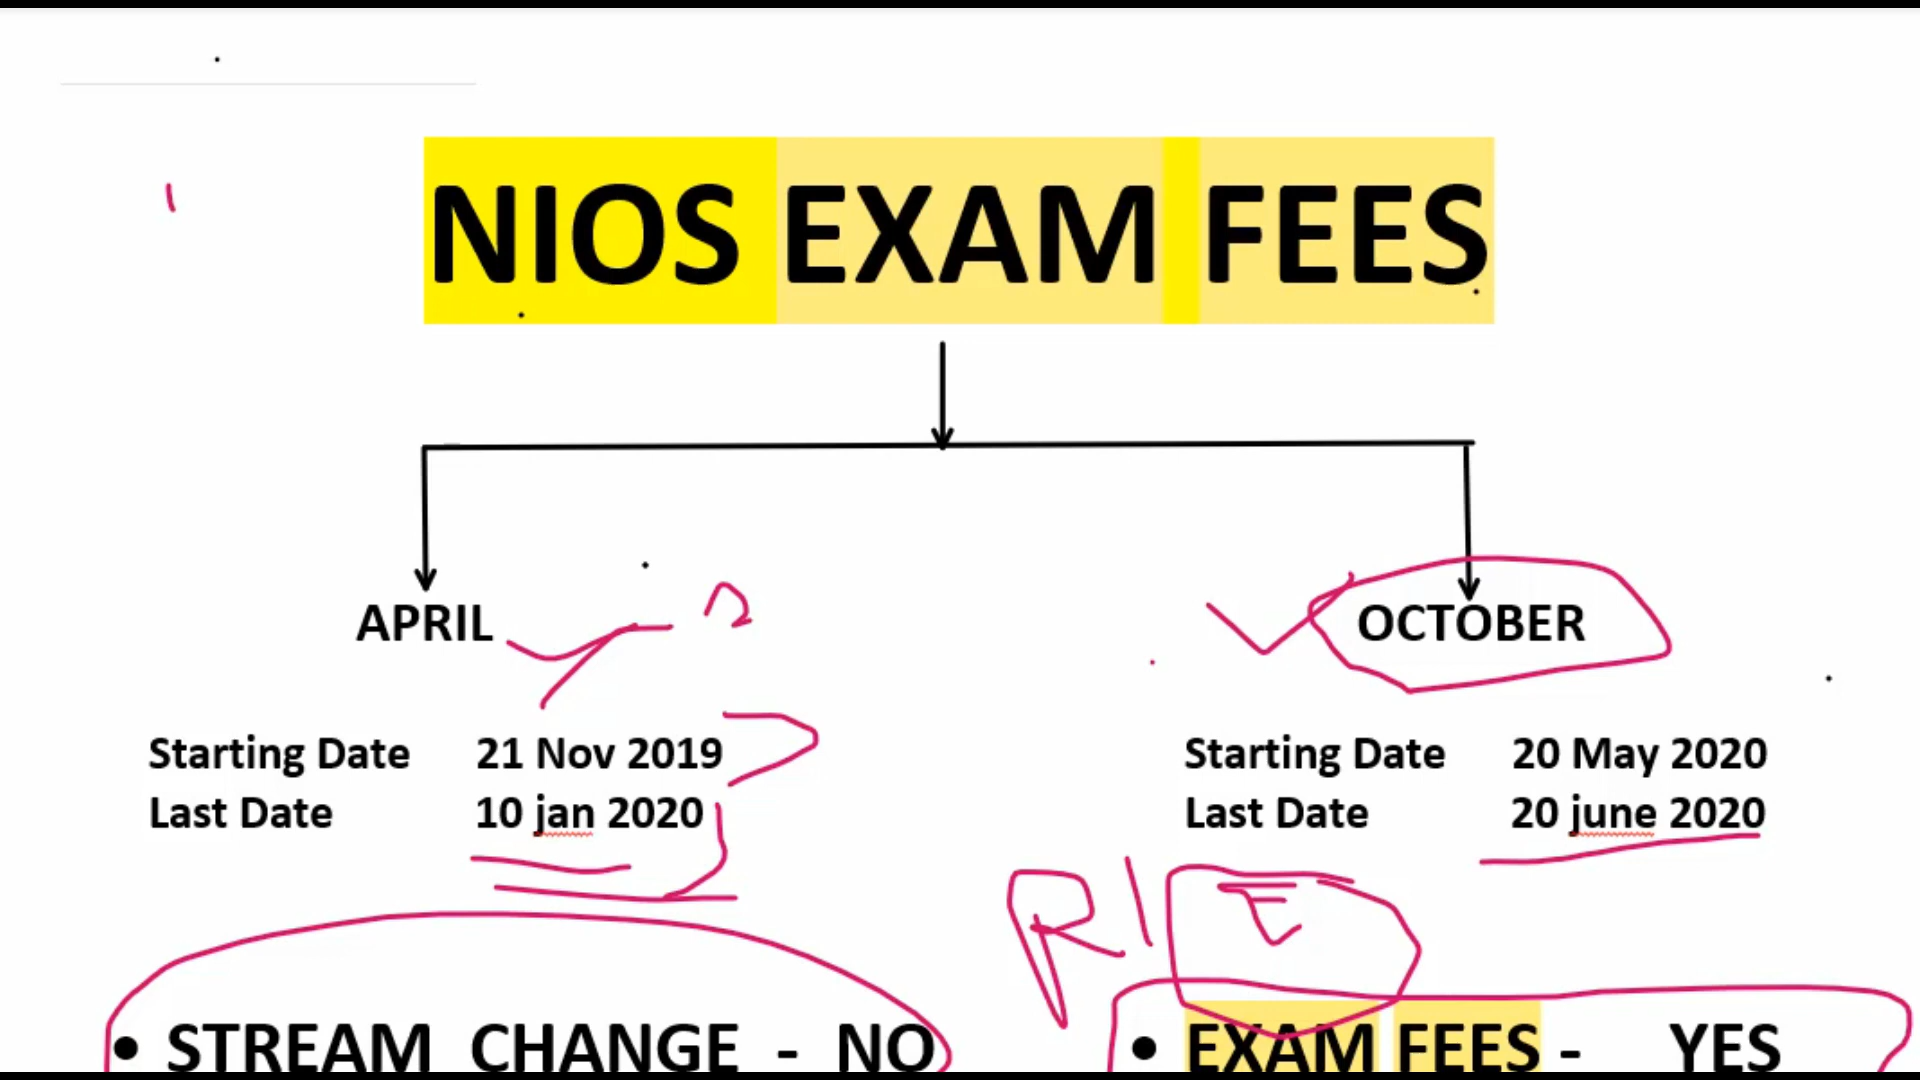 NIOS EXAM FEES
APRIL
OCTOBER
Starting Date 21 Nov 2019
Last Date 10 jan 2020
Starting Date 20 May 2020
Last Date 20 june 2020
• STREAM CHANGE - NO
• EXAM FEES - YES